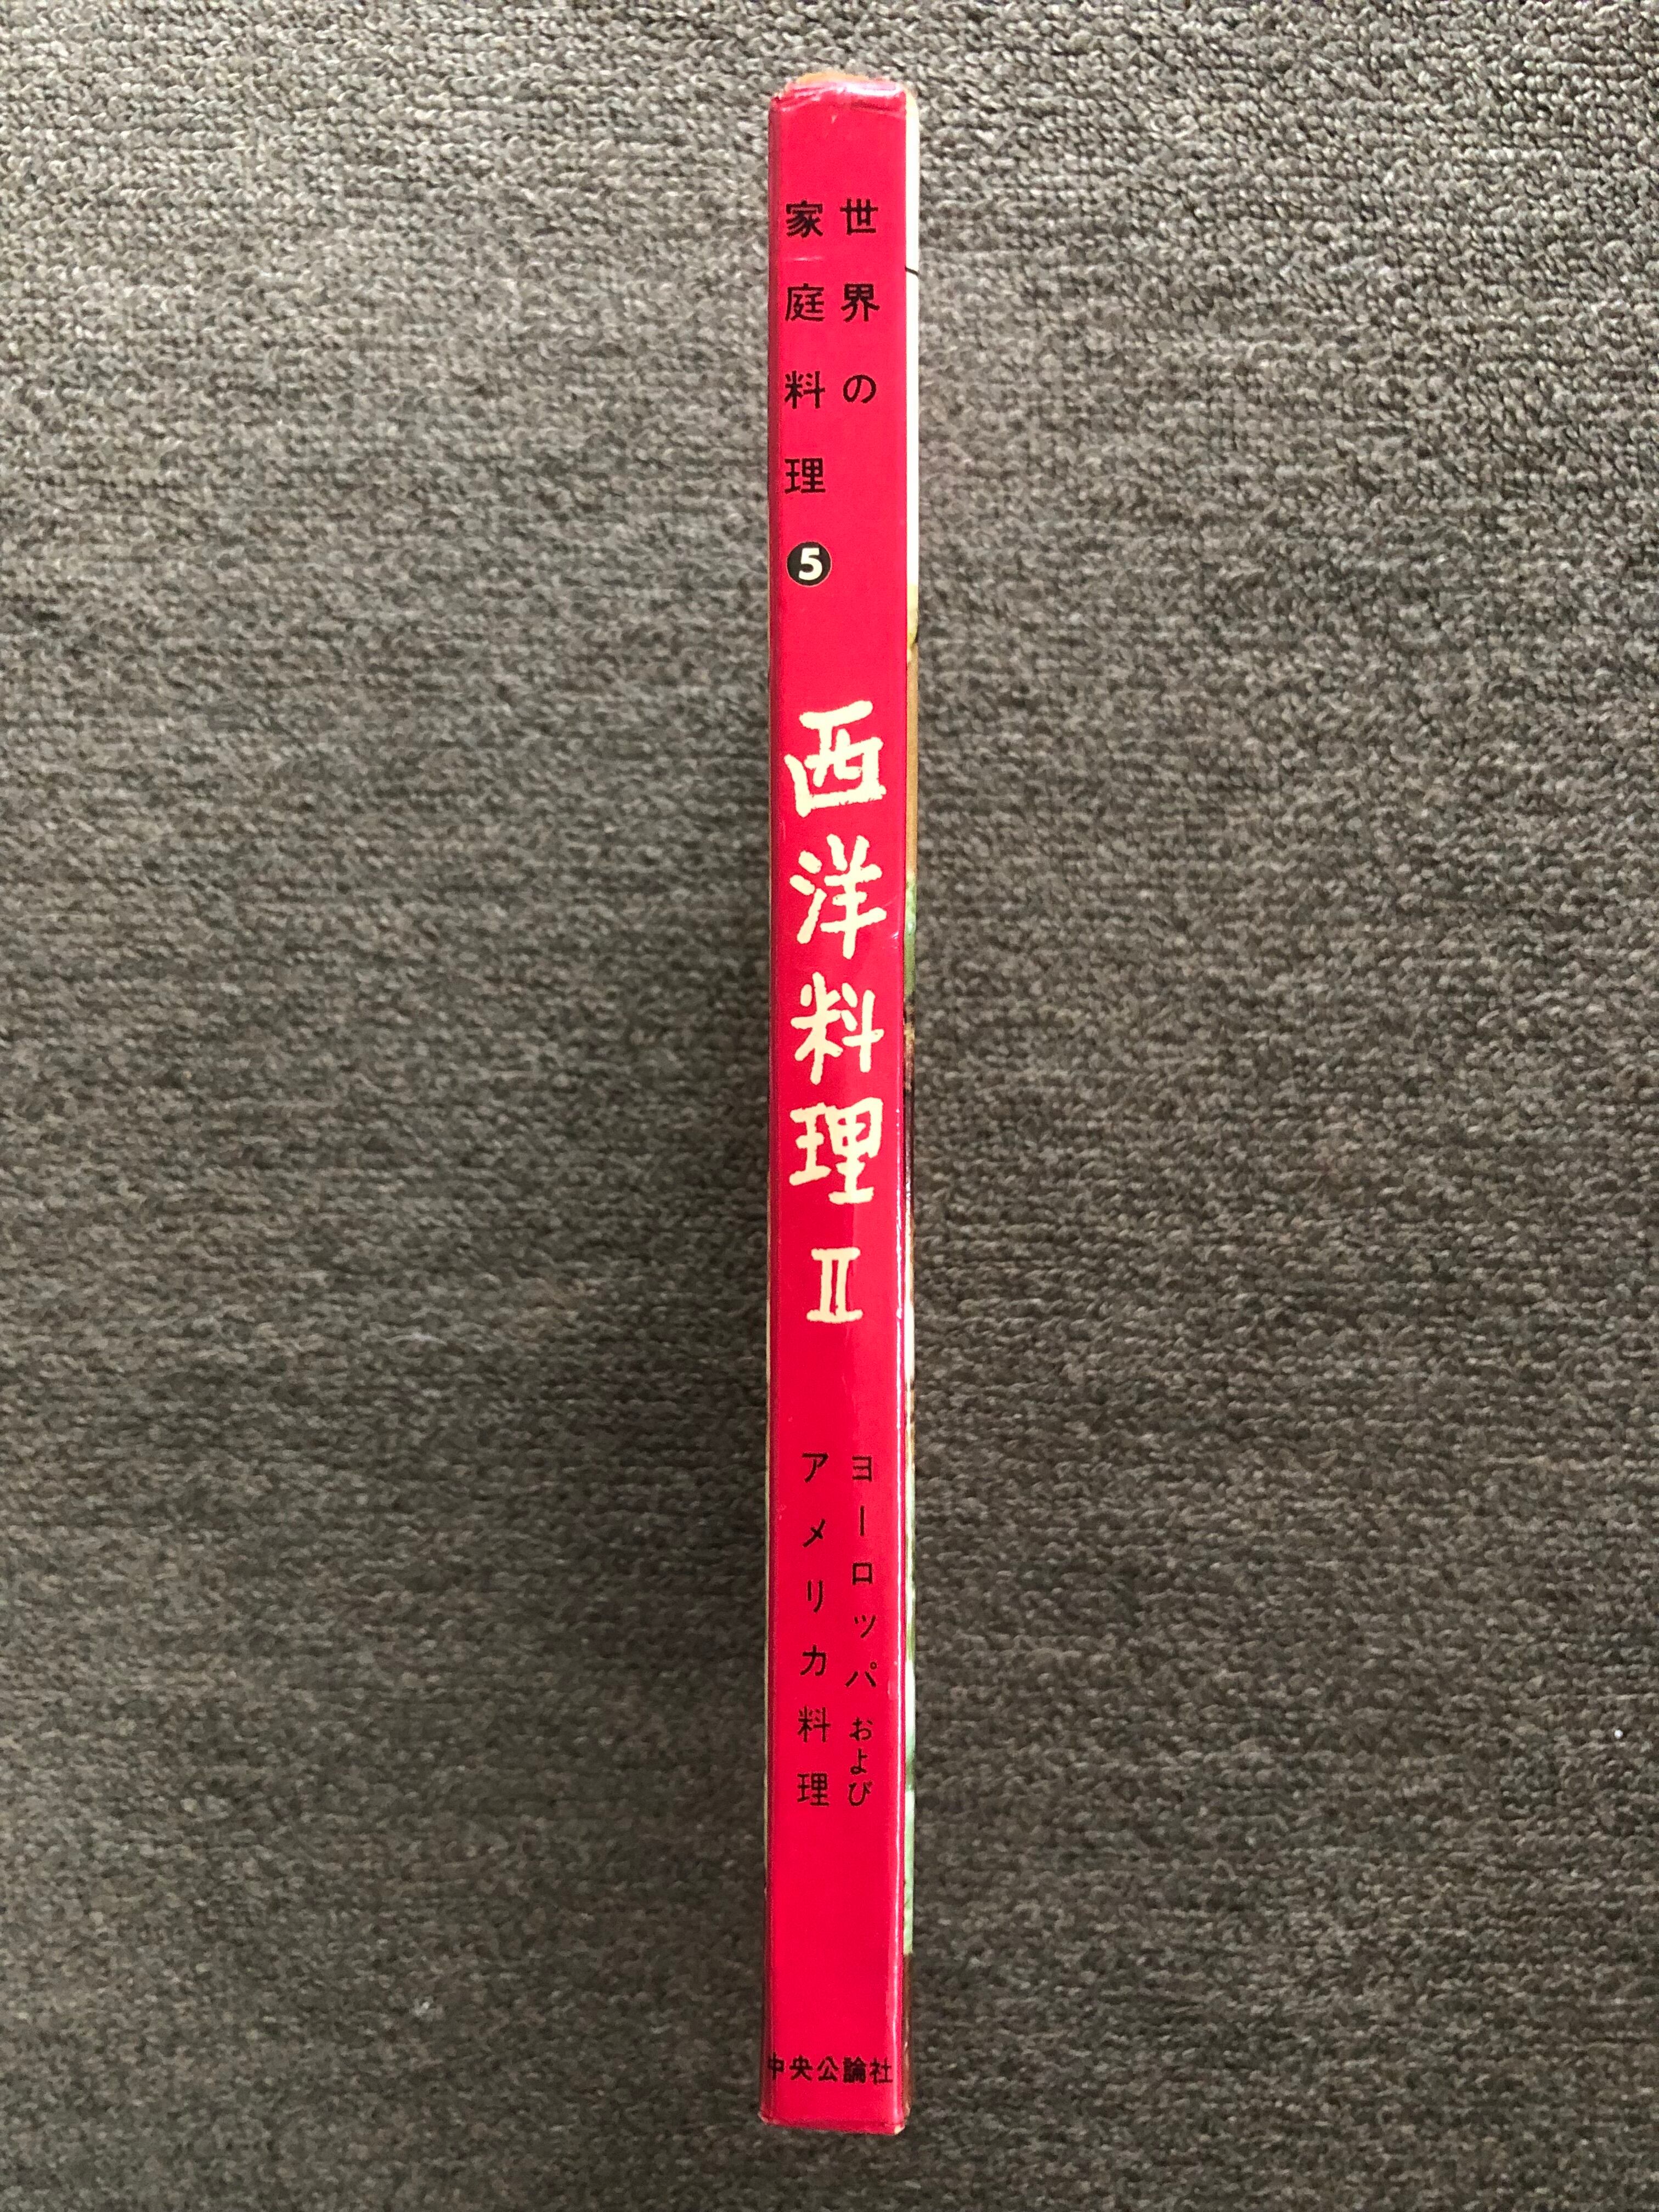 世界の
家庭料理 5
西洋料理 II
ヨーロッパおよび
アメリカ料理
中央公論社